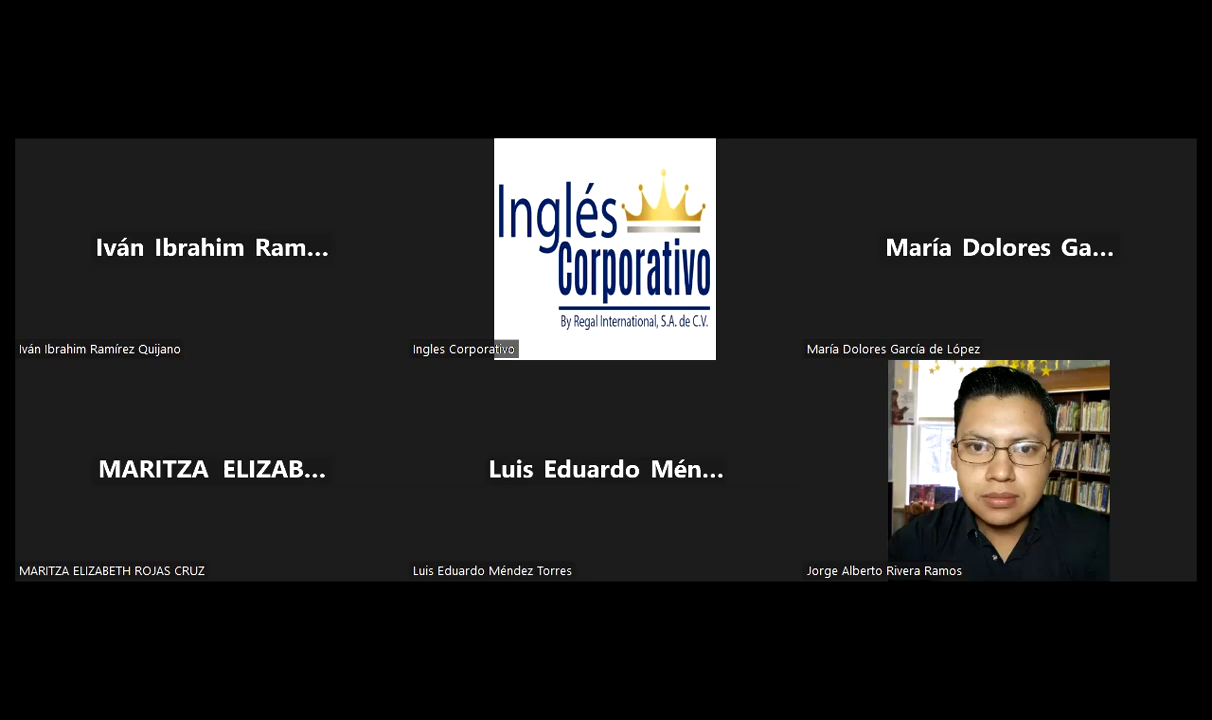 Iván Ibrahim Ram...
Iván Ibrahim Ramírez Quijano
Inglés
Corporativo
By Regal International, S.A. de C.V.
Ingles Corporativo
María Dolores Ga...
María Dolores García de López
MARITZA ELIZAB...
MARITZA ELIZABETH ROJAS CRUZ
Luis Eduardo Mén...
Luis Eduardo Méndez Torres
Jorge Alberto Rivera Ramos